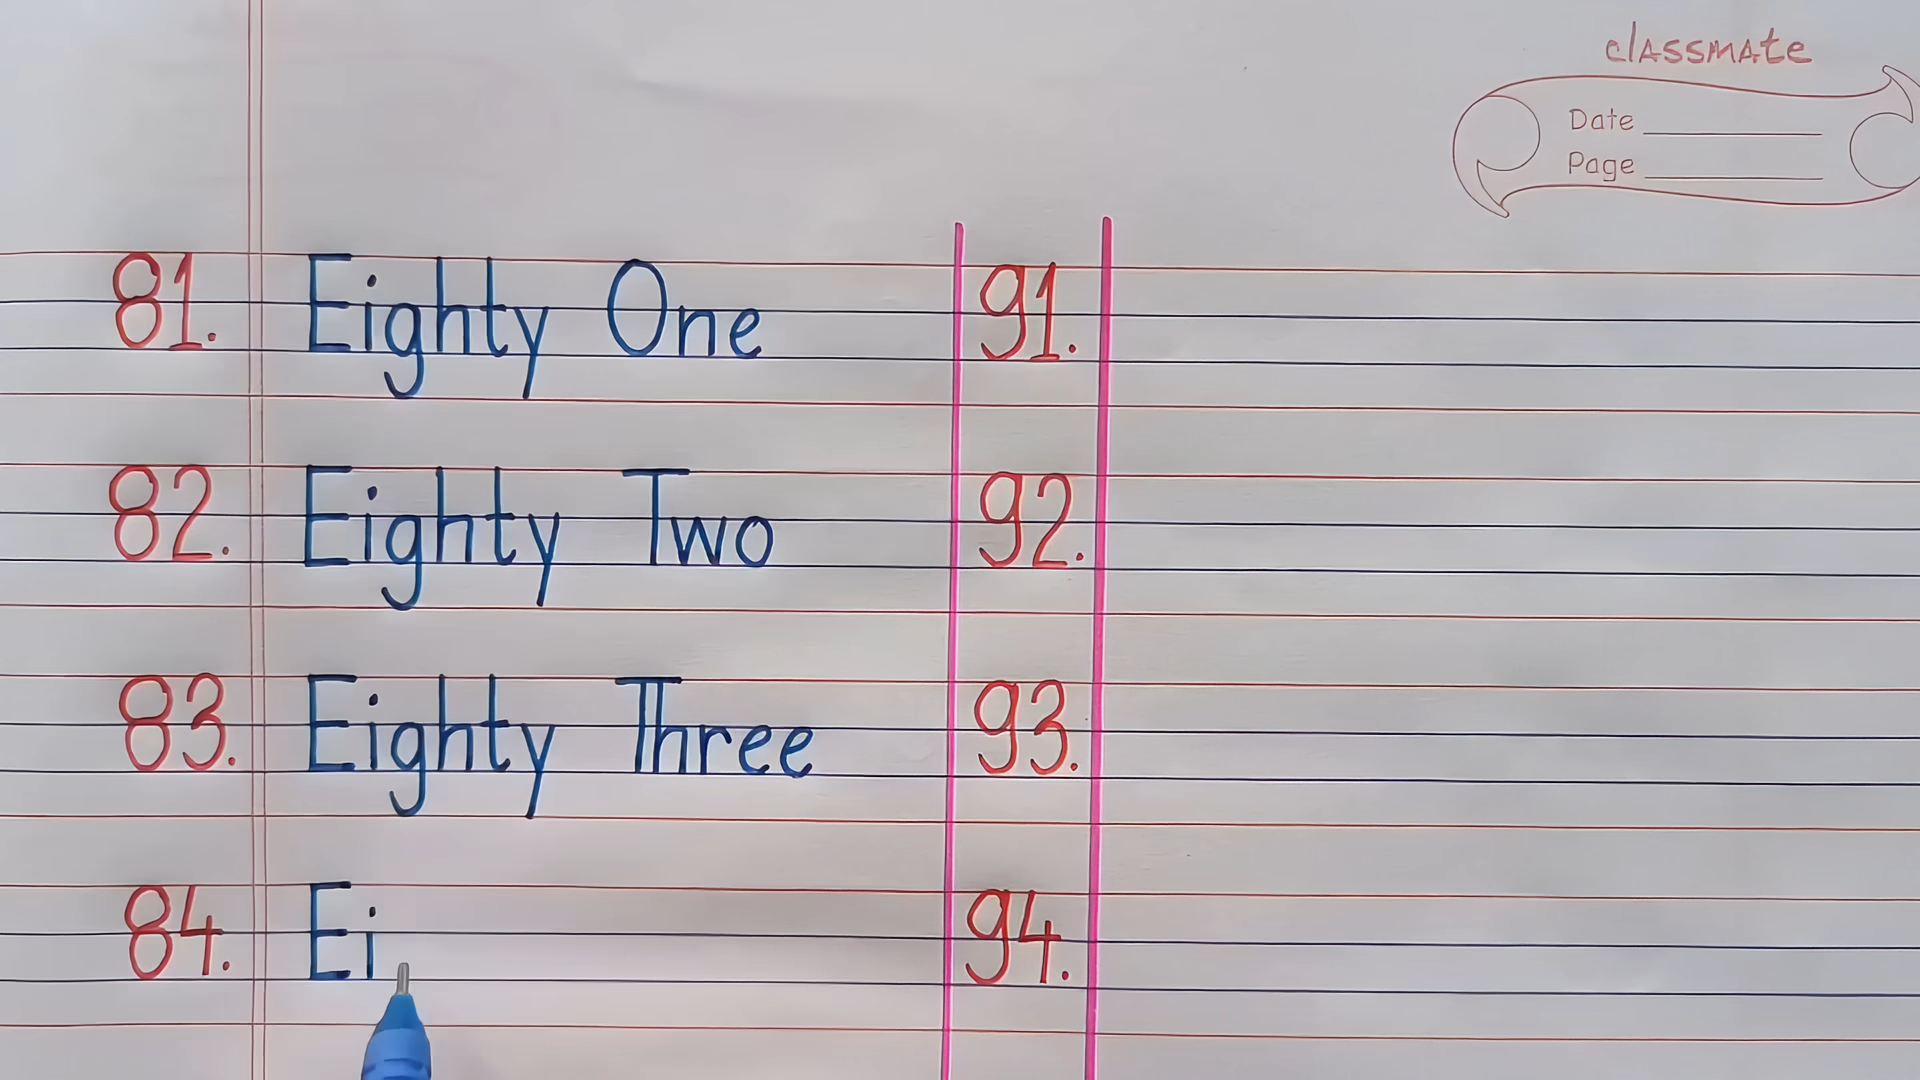 classmate
Date
Page
81. Eighty One 91.
82. Eighty Two 92.
83. Eighty Three 93.
84. Ei 94.